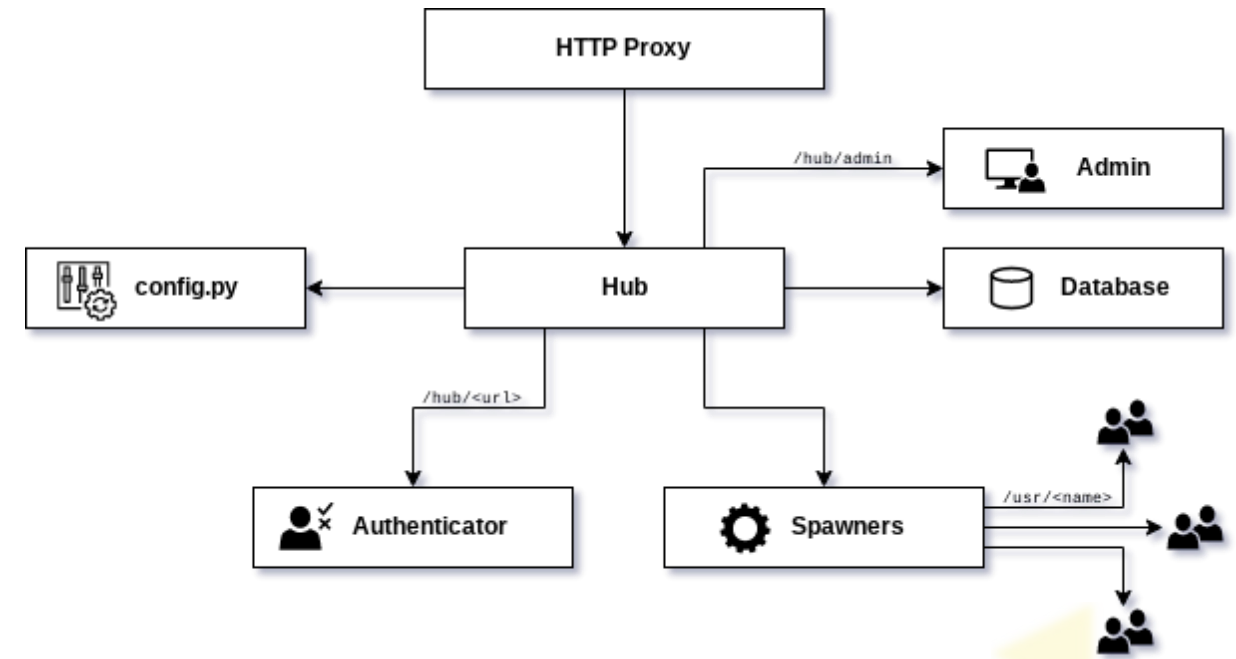 HTTP Proxy
/hub/admin
Admin
config.py
Hub
Database
/hub/<url>
/usr/<name>
Authenticator
Spawners